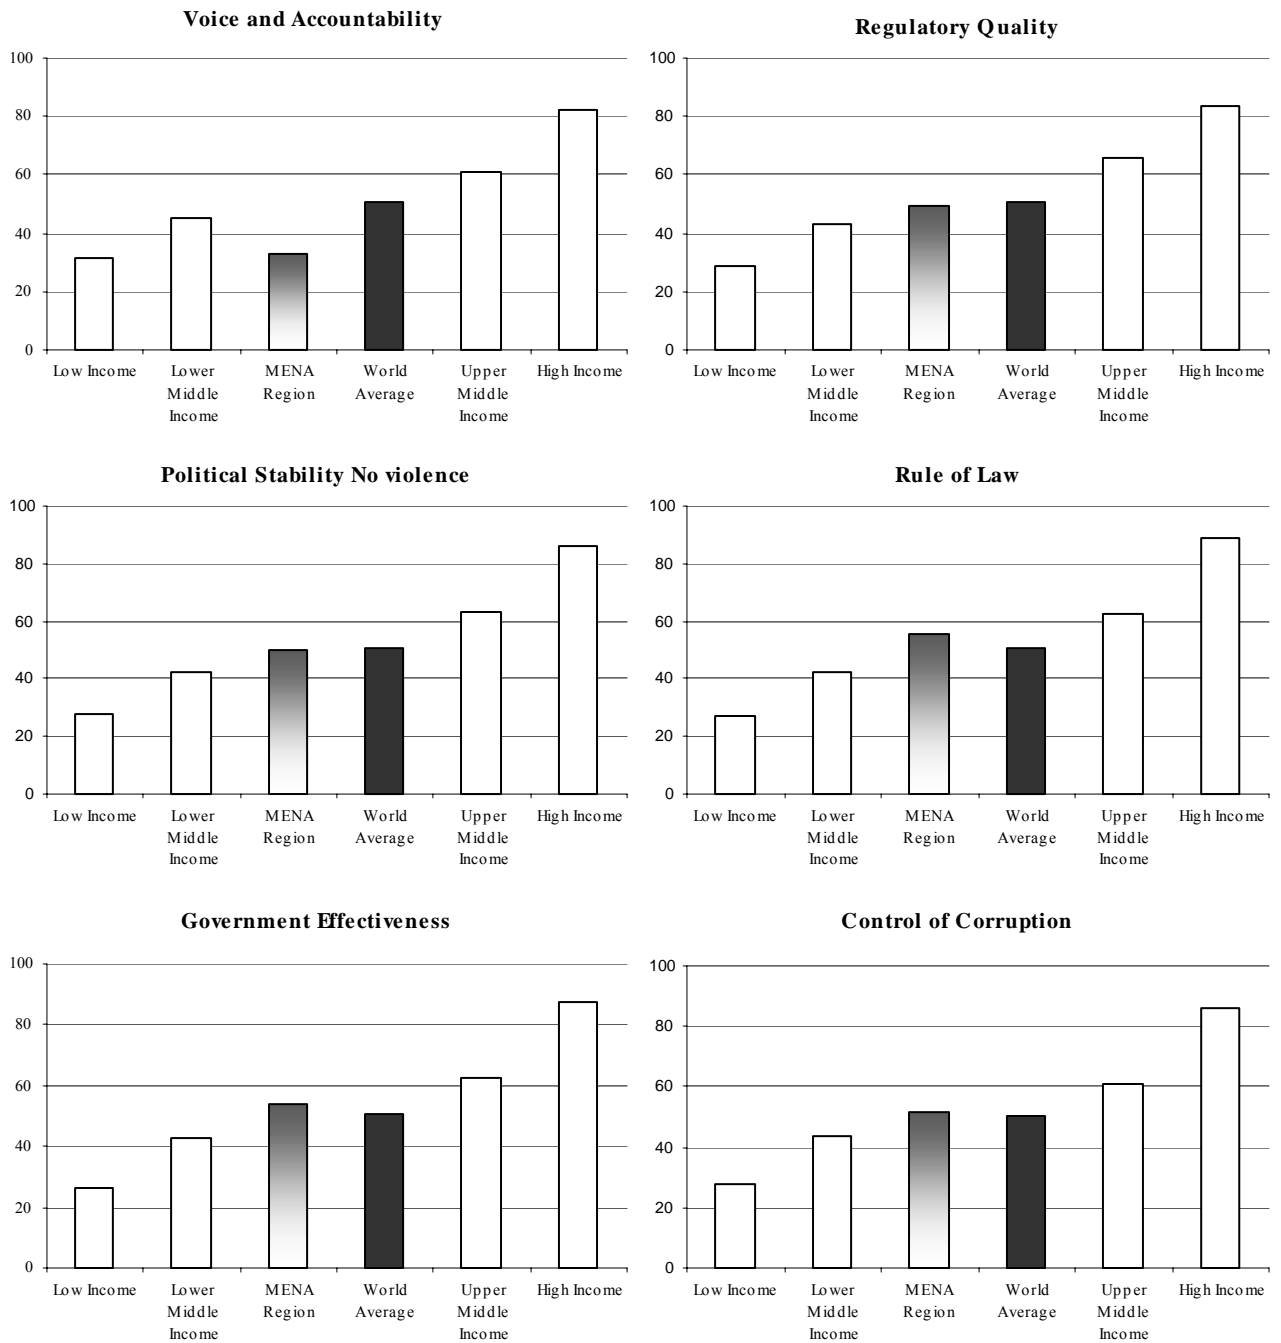 Voice and Accountability
100
80
60
40
20
0
Low Income
Lower
Middle
Income
MENA
Region
World
Average
Upper
Middle
Income
High Income
Regulatory Quality
100
80
60
40
20
0
Low Income
Lower
Middle
Income
MENA
Region
World
Average
Upper
Middle
Income
High Income
Political Stability No violence
100
80
60
40
20
0
Low Income
Lower
Middle
Income
MENA
Region
World
Average
Upper
Middle
Income
High Income
Rule of Law
100
80
60
40
20
0
Low Income
Lower
Middle
Income
MENA
Region
World
Average
Upper
Middle
Income
High Income
Government Effectiveness
100
80
60
40
20
0
Low Income
Lower
Middle
Income
MENA
Region
World
Average
Upper
Middle
Income
High Income
Control of Corruption
100
80
60
40
20
0
Low Income
Lower
Middle
Income
MENA
Region
World
Average
Upper
Middle
Income
High Income